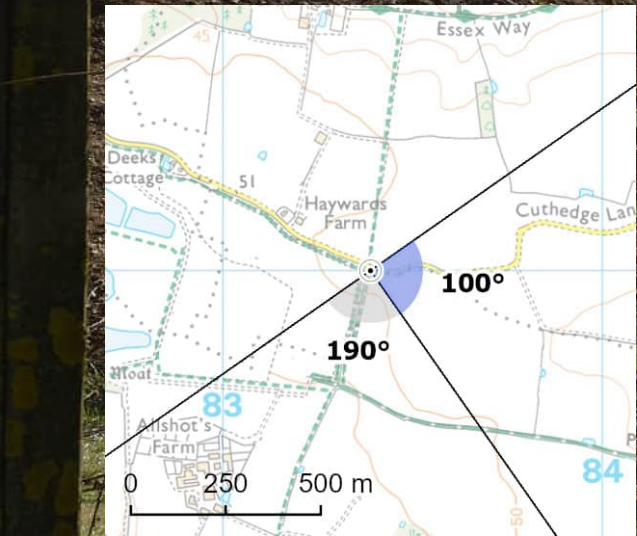 Essex Way
45
Deeks
Cottage
45
51
Haywards
Farm
Cuthedge Lan
100°
190°
Moat
83
Allshot's
Farm
84
50
0 250 500 m